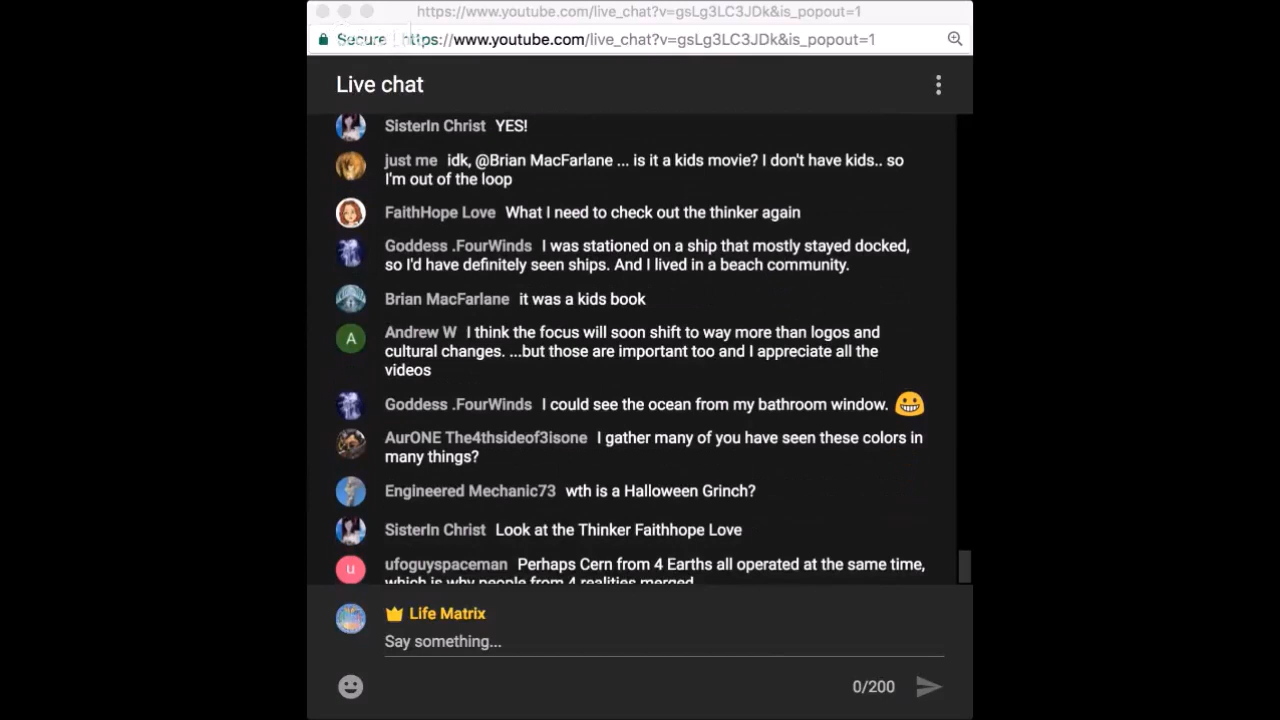 https://www.youtube.com/live_chat?v=gsLg3LC3JDk&is_popout=1
Secure https://www.youtube.com/live_chat?v=gsLg3LC3JDk&is_popout=1
Live chat
SisterIn Christ YES!
just me idk, @Brian MacFarlane ... is it a kids movie? I don't have kids.. so
I'm out of the loop
FaithHope Love What I need to check out the thinker again
Goddess .FourWinds I was stationed on a ship that mostly stayed docked,
so I'd have definitely seen ships. And I lived in a beach community.
Brian MacFarlane it was a kids book
A Andrew W I think the focus will soon shift to way more than logos and
cultural changes. ...but those are important too and I appreciate all the
videos
Goddess .FourWinds I could see the ocean from my bathroom window. 😀
AurONE The4thsideof3isone I gather many of you have seen these colors in
many things?
Engineered Mechanic73 wth is a Halloween Grinch?
SisterIn Christ Look at the Thinker Faithhope Love
u ufoguyspaceman Perhaps Cern from 4 Earths all operated at the same time,
which is why people from 4 realities merged
Life Matrix
Say something...
0/200